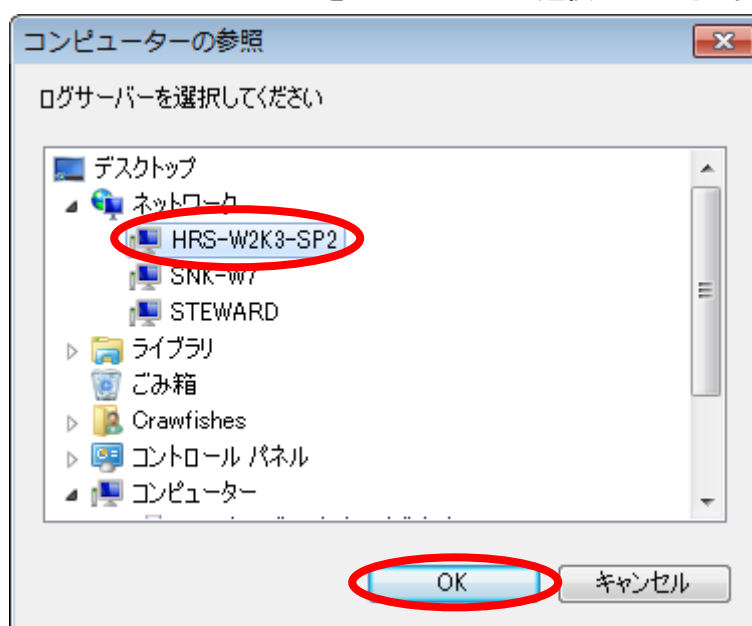 コンピューターの参照
ログサーバーを選択してください
デスクトップ
ネットワーク
HRS-W2K3-SP2
SNK-W7
STEWARD
ライブラリ
ごみ箱
Crawfishes
コントロール パネル
コンピューター
OK キャンセル